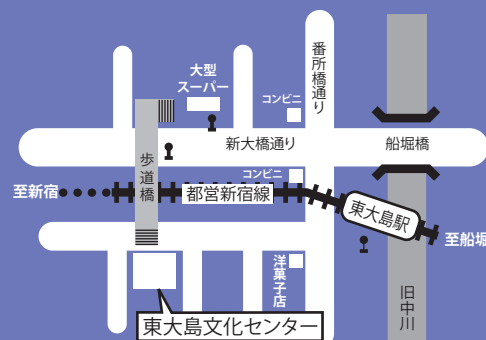 大型
スーパー
コンビニ
番所橋通り
新大橋通り
船堀橋
歩道橋
コンビニ
至新宿
都営新宿線
東大島駅
至船堀
洋菓子店
旧中川
東大島文化センター